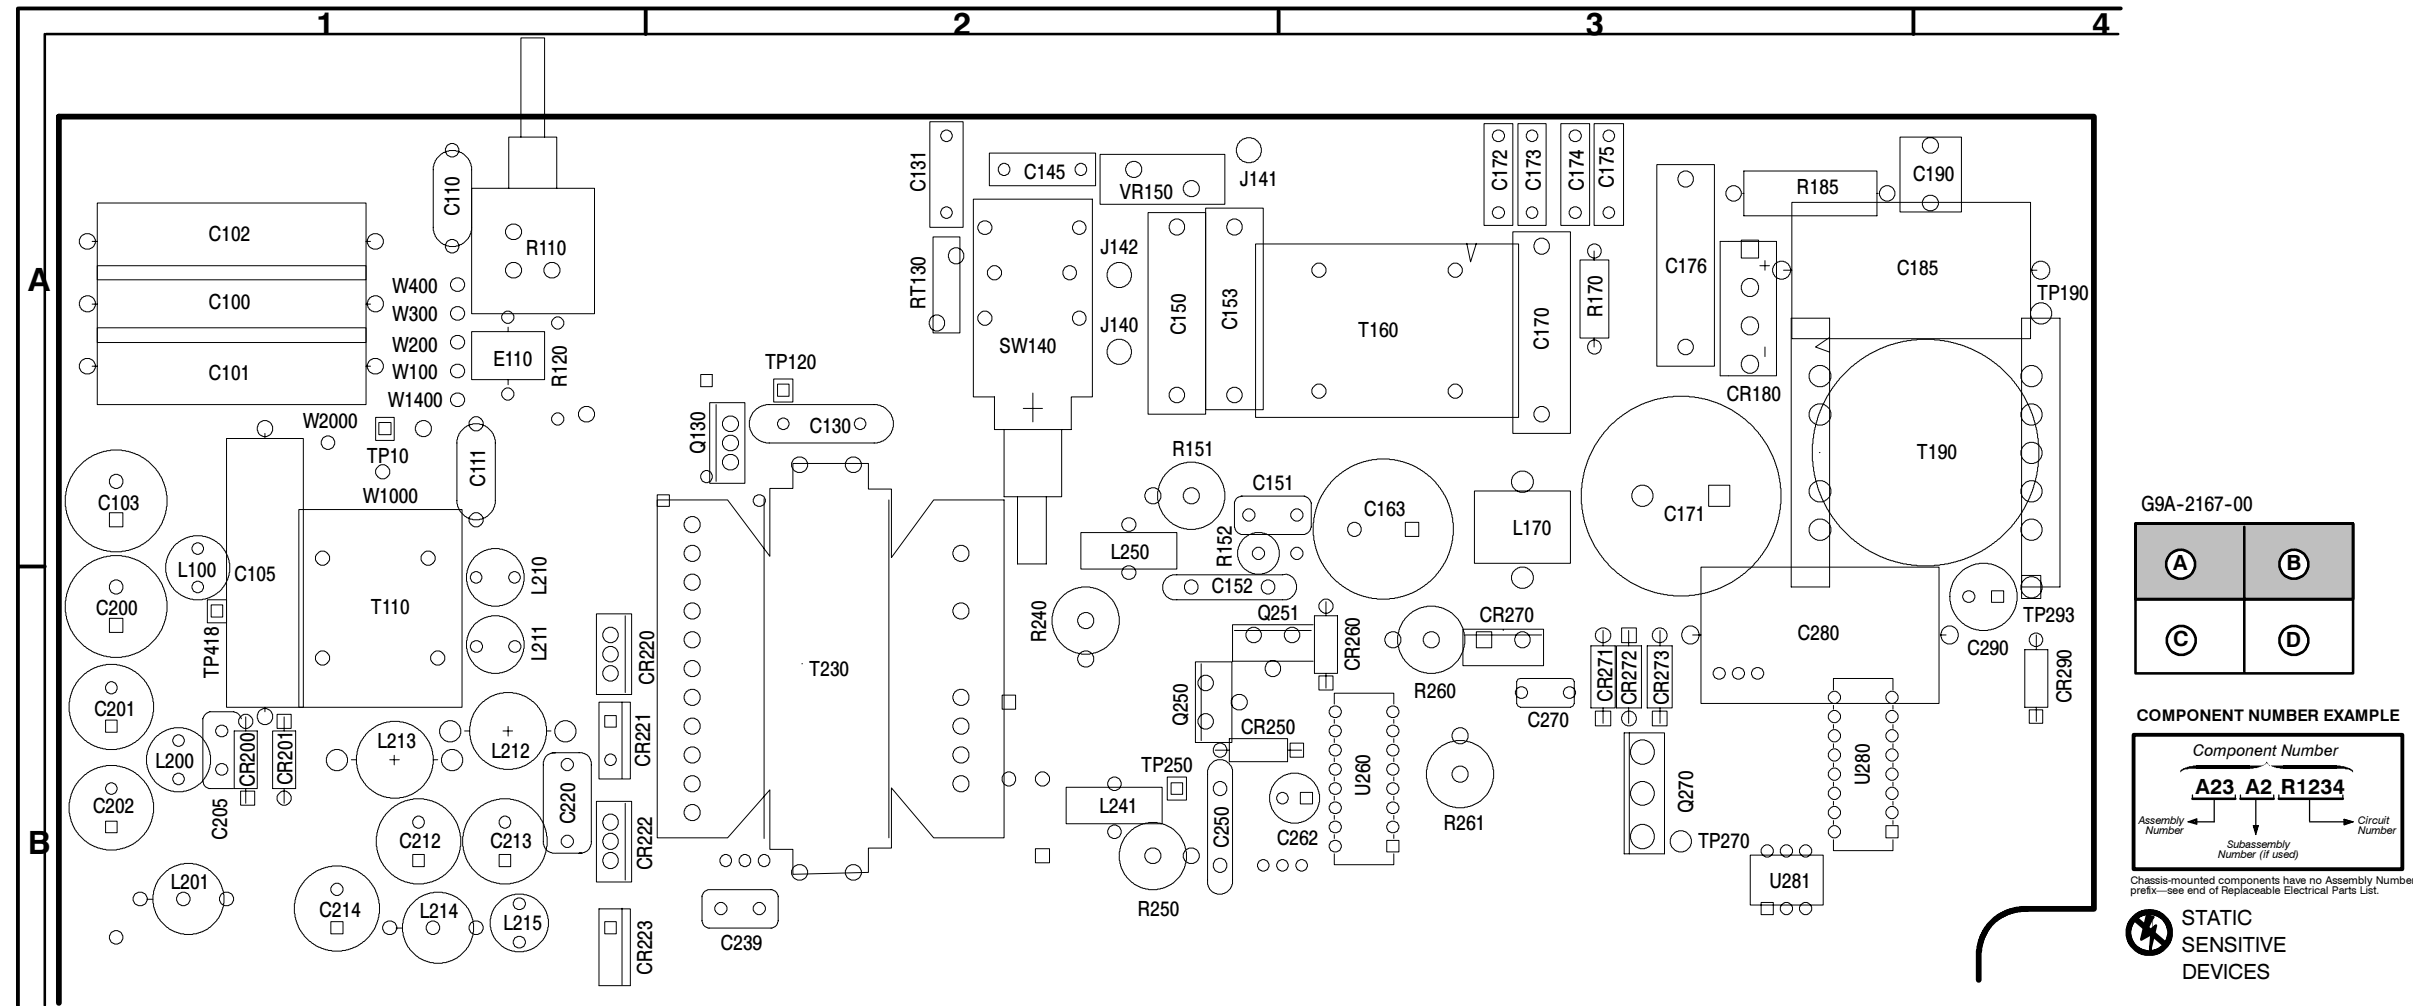 1 2 3 4
A
B
C131
C145
VR150
J141
C172
C173
C174
C175
C190
R185
C110
C102
R110
RT130
J142
C176
+
C185
C100
W400
W300
W200
W100
W1400
E110
R120
C101
SW140
J140
C150
C153
T160
C170
R170
-
TP190
CR180
TP120
W2000
TP10
W1000
C111
Q130
C130
R151
C151
C163
L170
C171
T190
C103
L100
C105
L210
L250
R152
C152
C200
TP418
T110
L211
CR220
T230
R240
Q251
CR260
CR270
R260
C280
C290
TP293
CR290
CR271
CR272
CR273
C201
L200
CR200
CR201
L213
L212
CR221
Q250
CR250
C270
C202
C205
C220
TP250
U260
R261
Q270
U280
C212
C213
CR222
L241
C250
C262
TP270
L201
C214
L214
L215
CR223
C239
R250
U281
G9A-2167-00
A B
C D
COMPONENT NUMBER EXAMPLE
Component Number
A23 A2 R1234
Assembly
Number
Subassembly
Number (if used)
Circuit
Number
Chassis-mounted components have no Assembly Number
prefix—see end of Replaceable Electrical Parts List.
STATIC
SENSITIVE
DEVICES